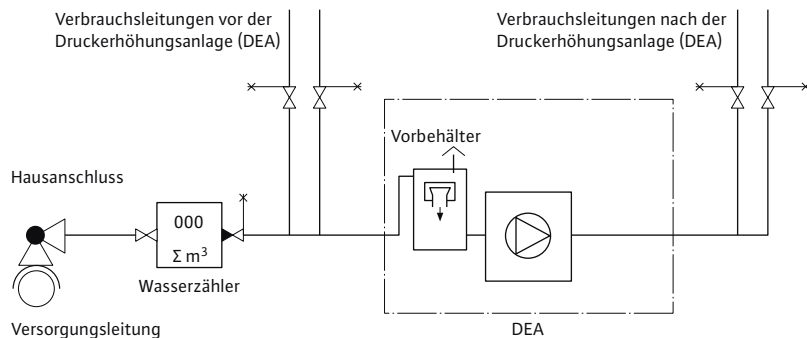 Verbrauchsleitungen vor der
Druckerhöhungsanlage (DEA)
Verbrauchsleitungen nach der
Druckerhöhungsanlage (DEA)
Vorbehälter
Hausanschluss
000
Σ m³
Wasserzähler
Versorgungsleitung
DEA